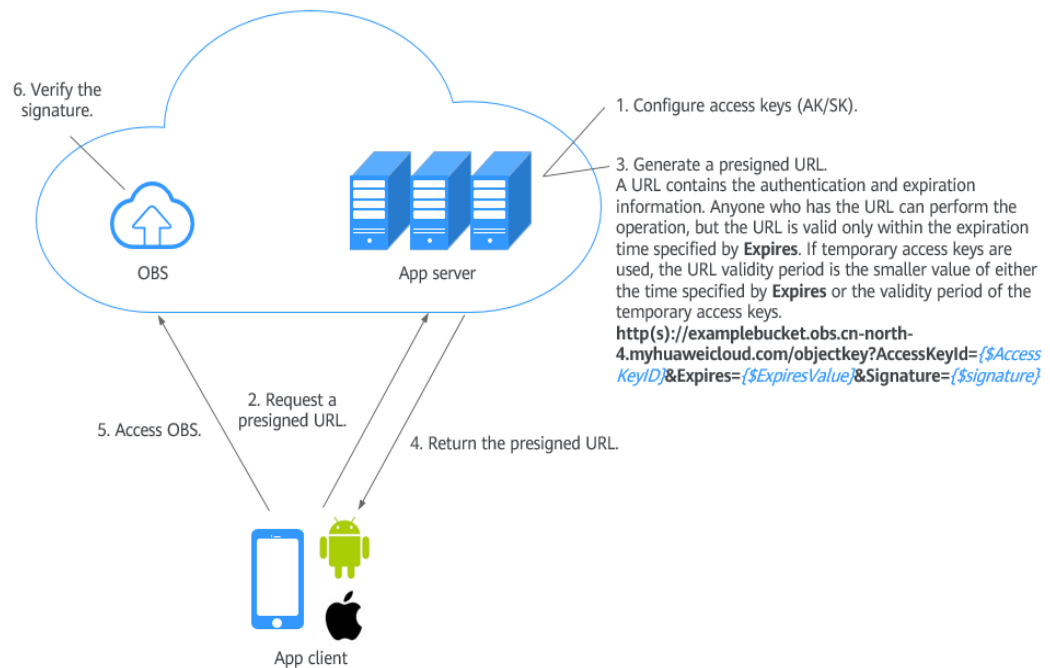 6. Verify the
signature.
1. Configure access keys (AK/SK).
3. Generate a presigned URL.
A URL contains the authentication and expiration
information. Anyone who has the URL can perform the
operation, but the URL is valid only within the expiration
time specified by Expires. If temporary access keys are
used, the URL validity period is the smaller value of either
the time specified by Expires or the validity period of the
temporary access keys.
http(s)://examplebucket.obs.cn-north-
4.myhuaweicloud.com/objectkey?AccessKeyId={$Access
KeyID}&Expires={$ExpiresValue}&Signature={$signature}
OBS
App server
2. Request a
presigned URL.
5. Access OBS.
4. Return the presigned URL.
App client